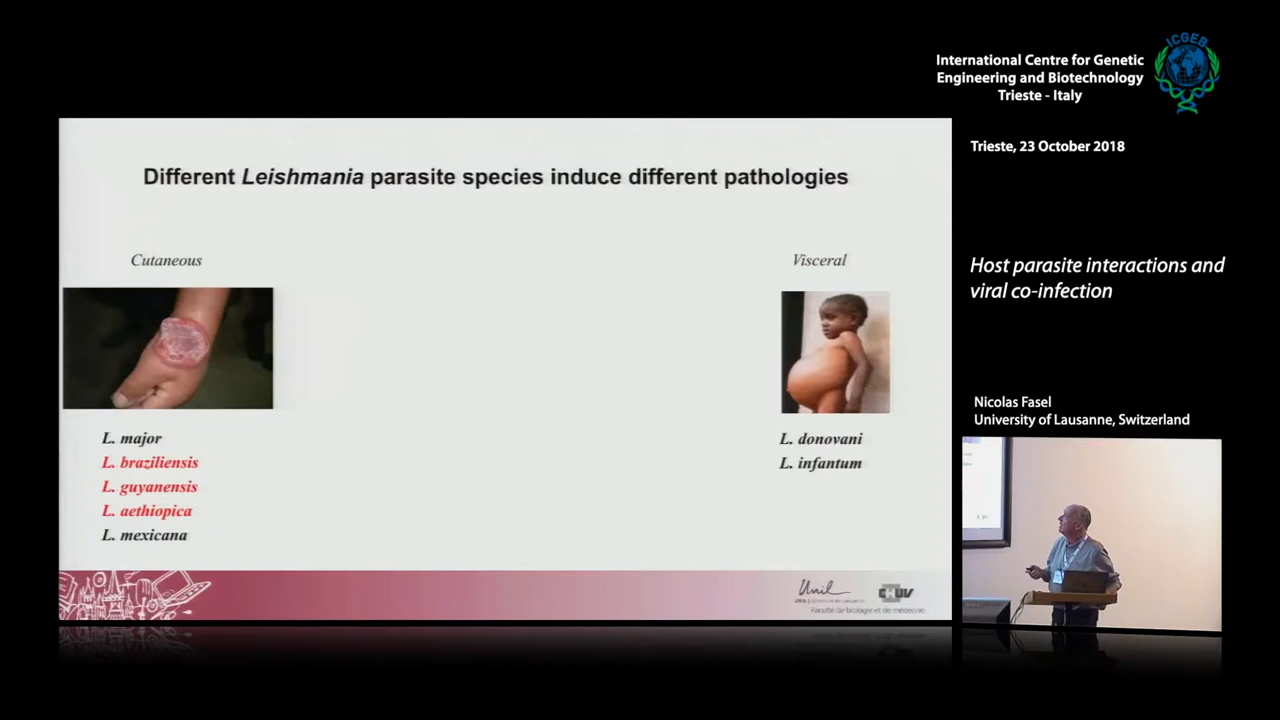 ICGEB
International Centre for Genetic
Engineering and Biotechnology
Trieste - Italy
Trieste, 23 October 2018
Different Leishmania parasite species induce different pathologies
Cutaneous
Visceral
L. major
L. braziliensis
L. guyanensis
L. aethiopica
L. mexicana
L. donovani
L. infantum
Unil
CHUV
Faculté de biologie et de médecine
Host parasite interactions and
viral co-infection
Nicolas Fasel
University of Lausanne, Switzerland